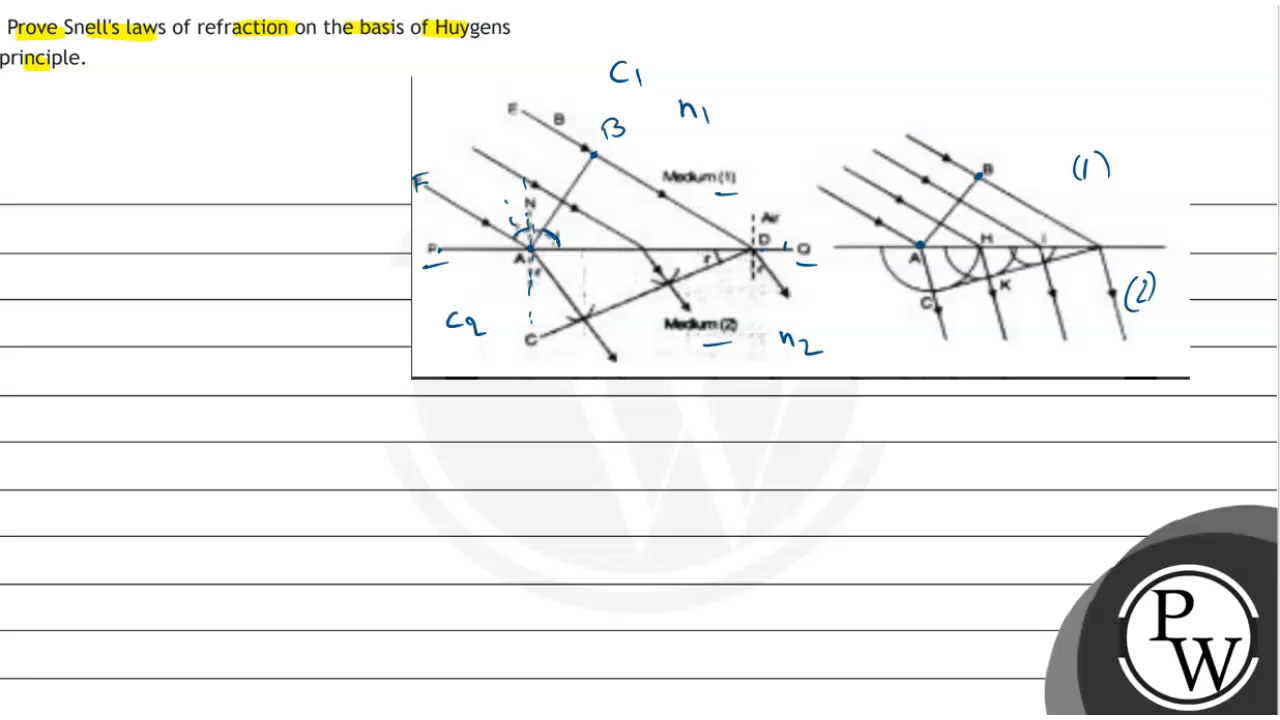 Prove Snell's laws of refraction on the basis of Huygens
principle.
C1
n1
E
B
B
Medium (1)
F
N
i
i
Air
P
A
D
Q
r
r
r
C2
C
Medium (2)
n2
B
(1)
A
H
I
C
K
(2)
P
W